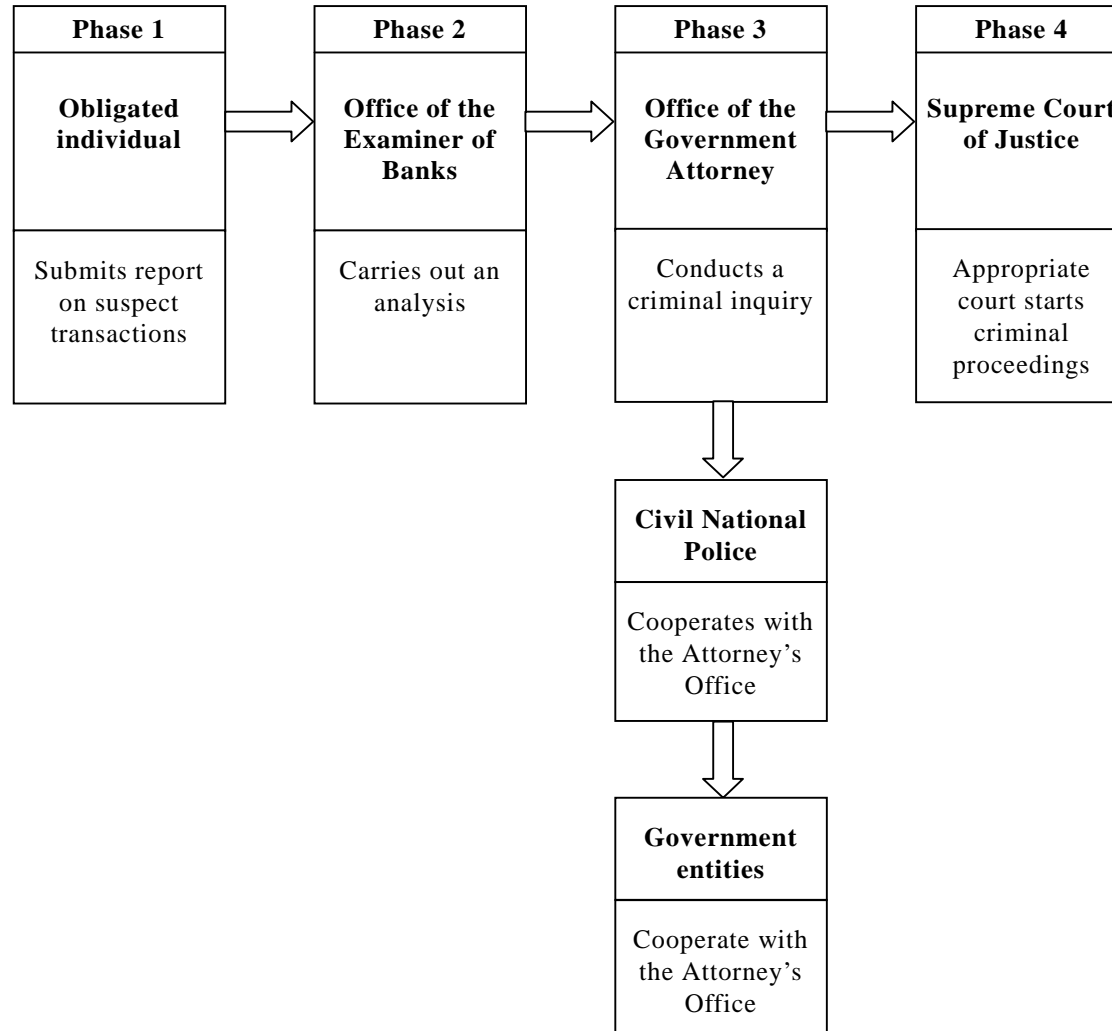 Phase 1
Obligated
individual
Submits report
on suspect
transactions
Phase 2
Office of the
Examiner of
Banks
Carries out an
analysis
Phase 3
Office of the
Government
Attorney
Conducts a
criminal inquiry
Phase 4
Supreme Court
of Justice
Appropriate
court starts
criminal
proceedings
Civil National
Police
Cooperates with
the Attorney’s
Office
Government
entities
Cooperate with
the Attorney’s
Office